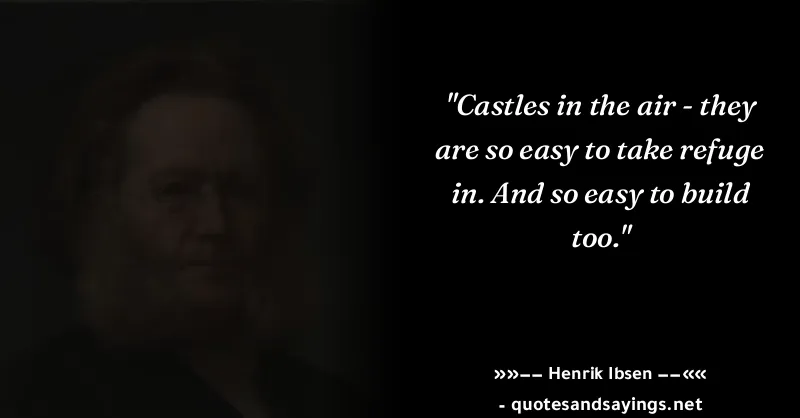 "Castles in the air - they
are so easy to take refuge
in. And so easy to build
too."
»»–– Henrik Ibsen ––««
- quotesandsayings.net